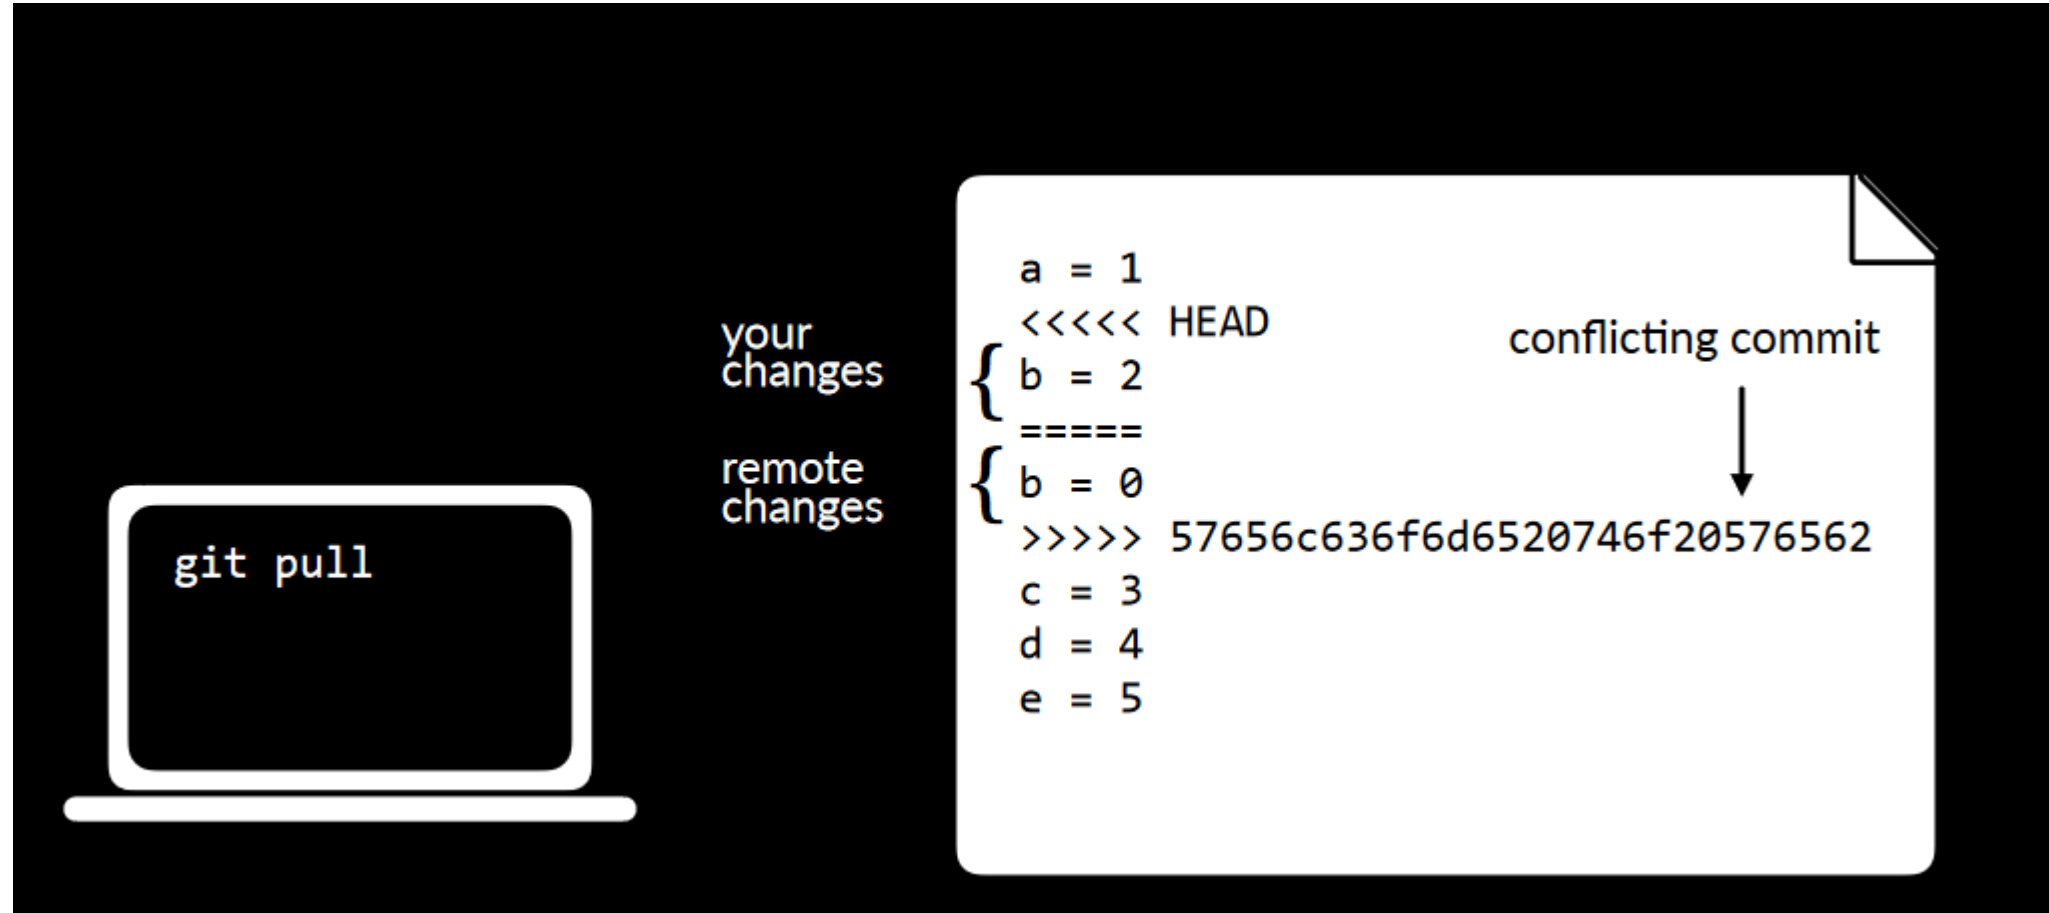 git pull
your
changes
remote
changes
a = 1
<<<<< HEAD
{ b = 2
=====
{ b = 0
>>>>> 57656c636f6d6520746f20576562
c = 3
d = 4
e = 5
conflicting commit